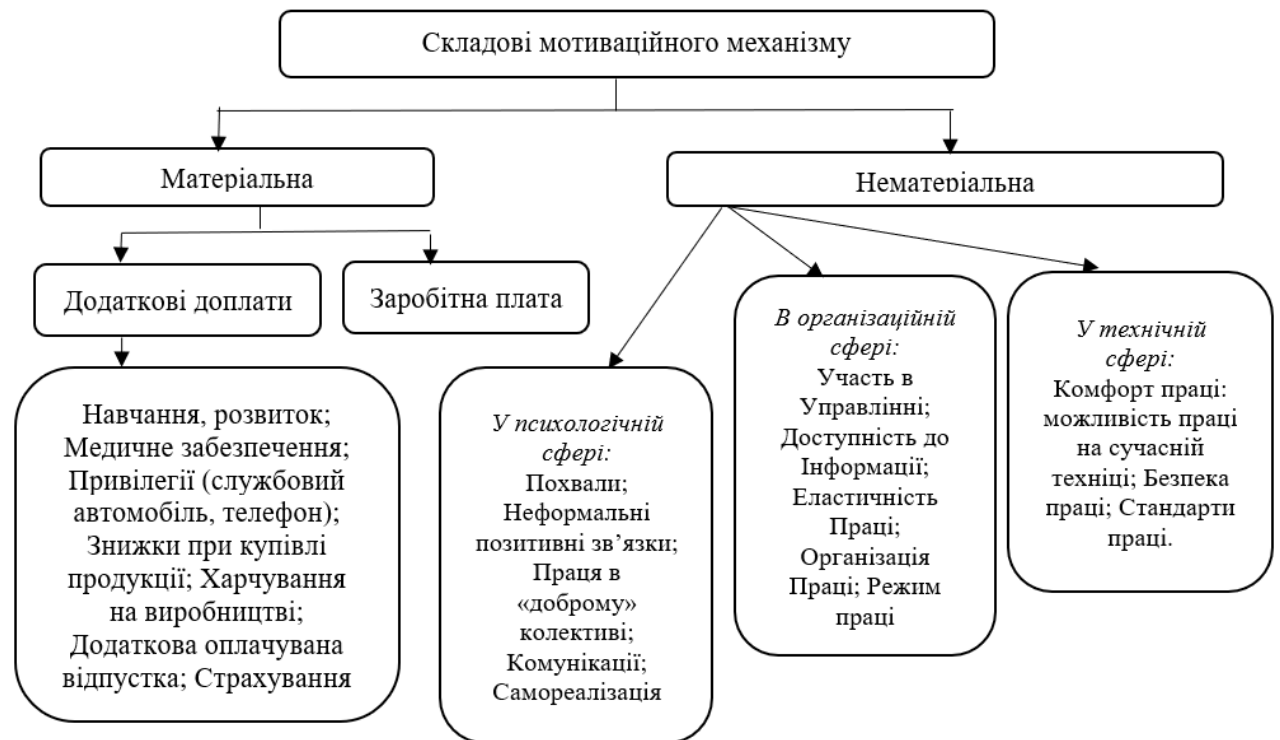 Складові мотиваційного механізму
Матеріальна
Нематеріальна
Додаткові доплати
Заробітна плата
Навчання, розвиток;
Медичне забезпечення;
Привілегії (службовий
автомобіль, телефон);
Знижки при купівлі
продукції; Харчування
на виробництві;
Додаткова оплачувана
відпустка; Страхування
У психологічній
сфері:
Похвали;
Неформальні
позитивні зв’язки;
Праця в
«доброму»
колективі;
Комунікації;
Самореалізація
В організаційній
сфері:
Участь в
Управлінні;
Доступність до
Інформації;
Еластичність
Праці;
Організація
Праці; Режим
праці
У технічній
сфері:
Комфорт праці:
можливість праці
на сучасній
техніці; Безпека
праці; Стандарти
праці.